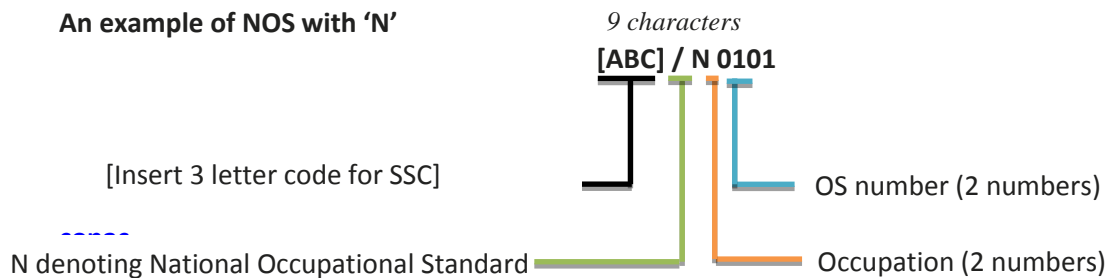 An example of NOS with ‘N’
9 characters
[ABC] / N 0101
[Insert 3 letter code for SSC]
OS number (2 numbers)
N denoting National Occupational Standard
Occupation (2 numbers)